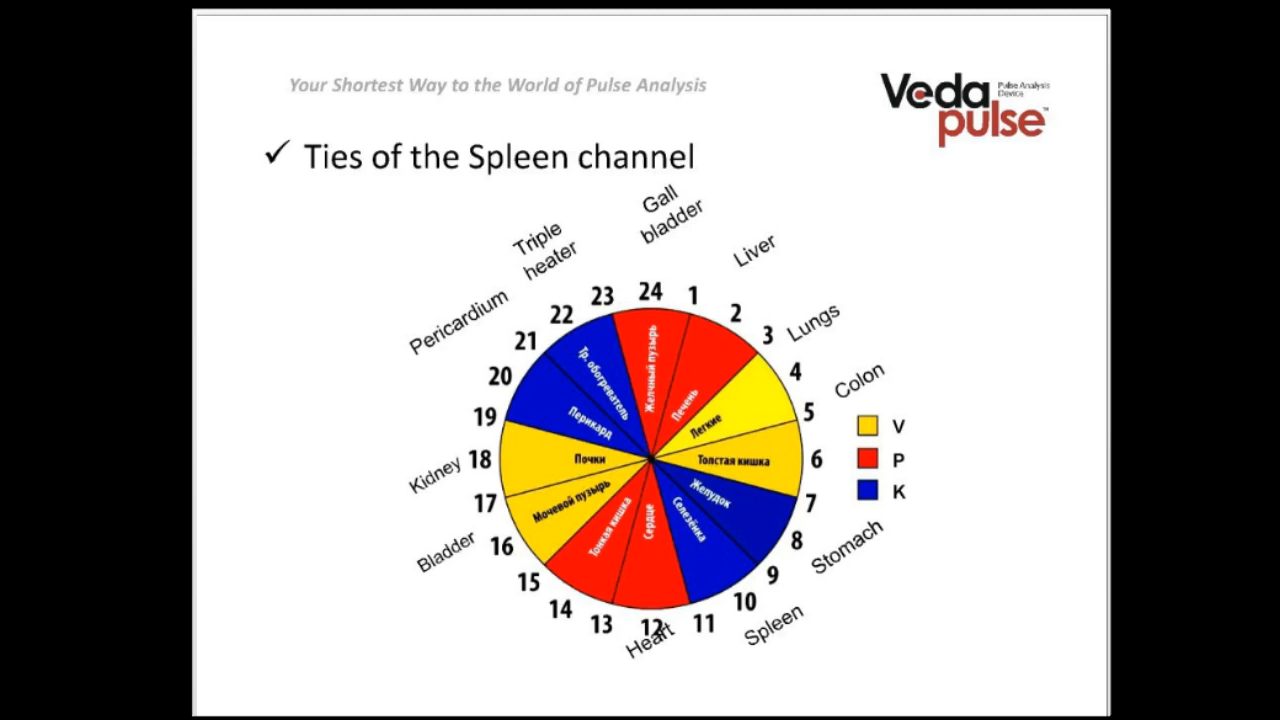 Your Shortest Way to the World of Pulse Analysis
Veda
pulse™
Pulse Analysis
Device
✓ Ties of the Spleen channel
Gall
bladder
Triple
heater
Liver
Pericardium
Lungs
Colon
Kidney
Bladder
Stomach
Spleen
Heart
24
1
2
3
4
5
6
7
8
9
10
11
12
13
14
15
16
17
18
19
20
21
22
23
Желчный пузырь
Печень
Легкие
Толстая кишка
Желудок
Селезёнка
Сердце
Тонкая кишка
Мочевой пузырь
Почки
Перикард
Тр. обогреватель
V
P
K